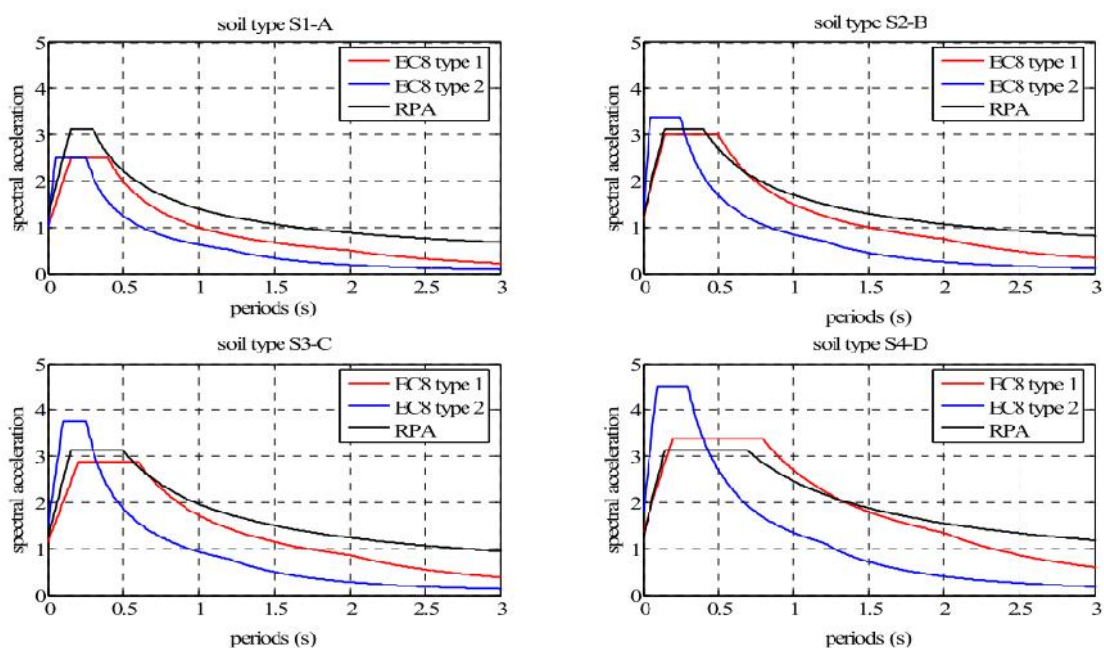 soil type S1-A
5
4
3
2
1
0
spectral acceleration
EC8 type 1
EC8 type 2
RPA
0 0.5 1 1.5 2 2.5 3
periods (s)
soil type S2-B
5
4
3
2
1
0
spectral acceleration
EC8 type 1
EC8 type 2
RPA
0 0.5 1 1.5 2 2.5 3
periods (s)
soil type S3-C
5
4
3
2
1
0
spectral acceleration
EC8 type 1
EC8 type 2
RPA
0 0.5 1 1.5 2 2.5 3
periods (s)
soil type S4-D
5
4
3
2
1
0
spectral acceleration
EC8 type 1
EC8 type 2
RPA
0 0.5 1 1.5 2 2.5 3
periods (s)